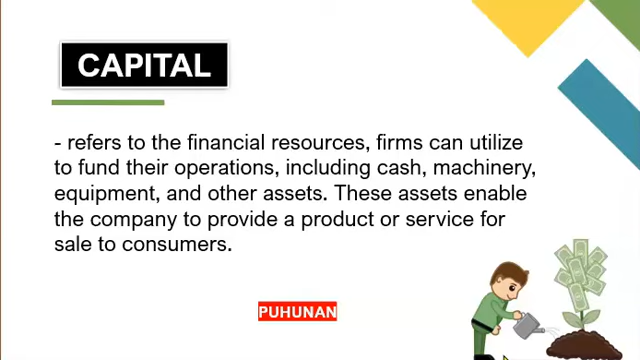 CAPITAL
- refers to the financial resources, firms can utilize
to fund their operations, including cash, machinery,
equipment, and other assets. These assets enable
the company to provide a product or service for
sale to consumers.
PUHUNAN